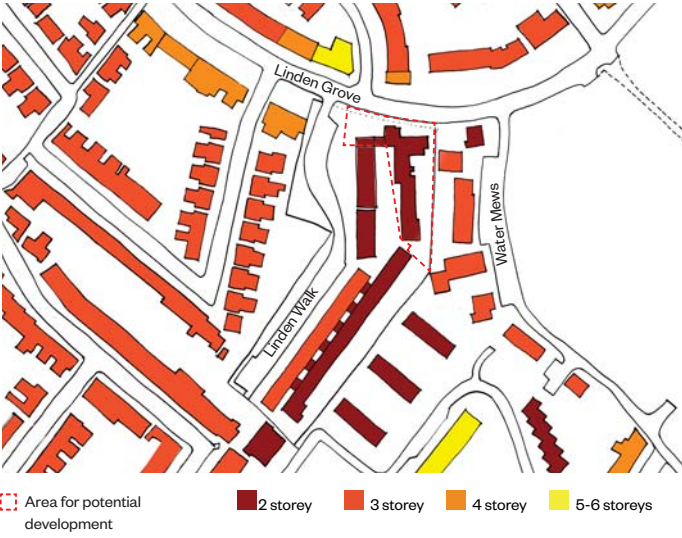 Linden Grove
Water Mews
Linden Walk
Area for potential
development
2 storey
3 storey
4 storey
5-6 storeys